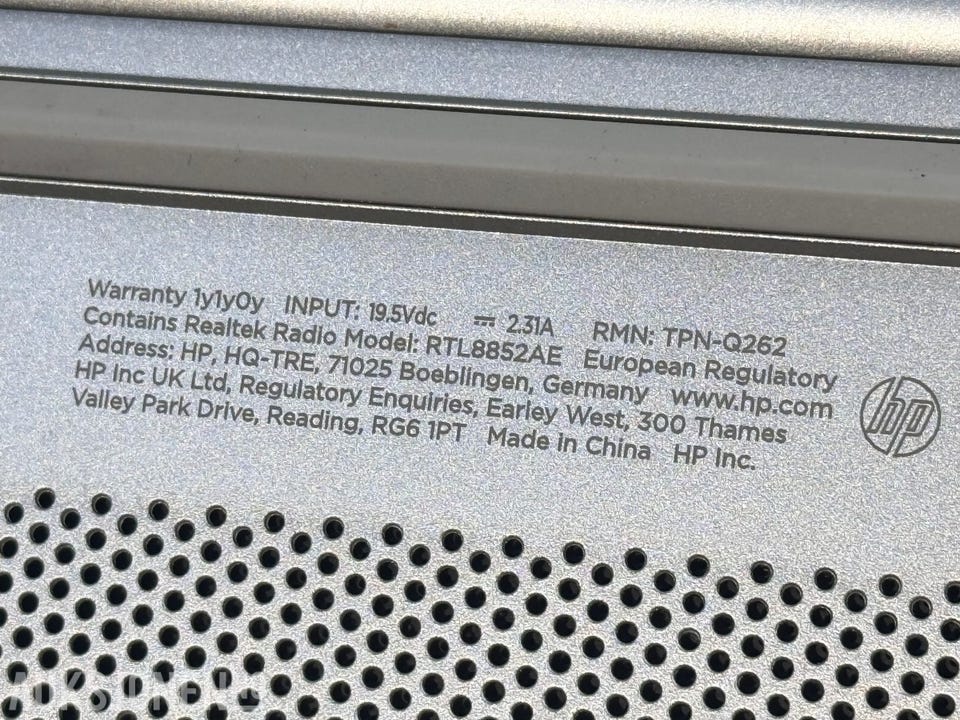 Warranty 1y1y0y INPUT: 19.5Vdc ⎓ 2.31A RMN: TPN-Q262
Contains Realtek Radio Model: RTL8852AE European Regulatory
Address: HP, HQ-TRE, 71025 Boeblingen, Germany www.hp.com
HP Inc UK Ltd, Regulatory Enquiries, Earley West, 300 Thames
Valley Park Drive, Reading, RG6 1PT Made in China HP Inc.
hp